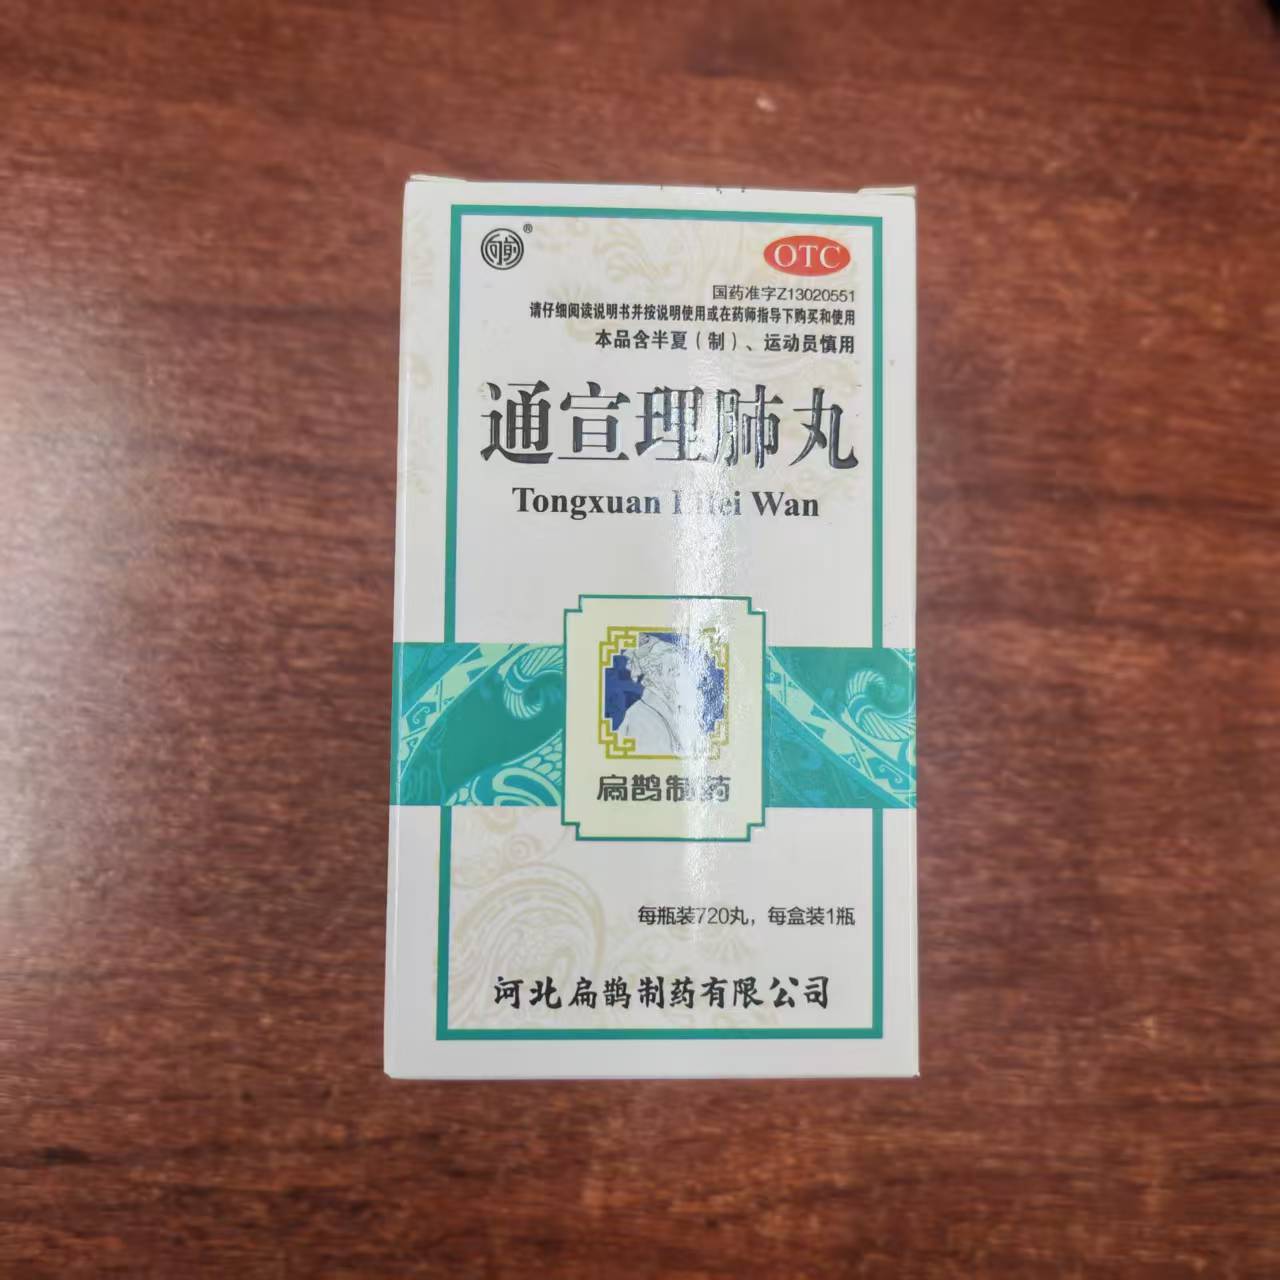 ®
OTC
国药准字Z13020551
请仔细阅读说明书并按说明使用或在药师指导下购买和使用
本品含半夏（制）、运动员慎用
通宣理肺丸
Tongxuan Lifei Wan
扁鹊制药
每瓶装720丸，每盒装1瓶
河北扁鹊制药有限公司